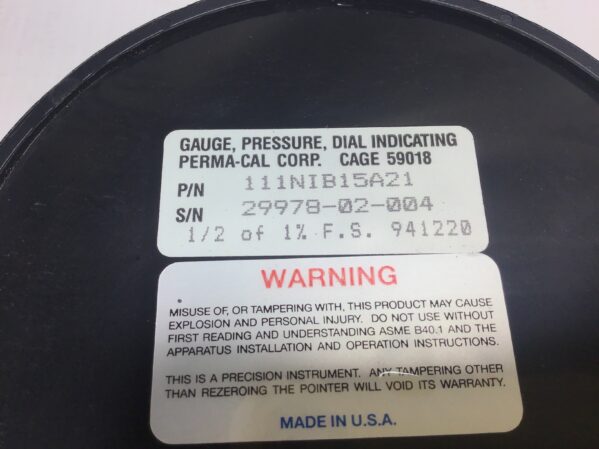 GAUGE, PRESSURE, DIAL INDICATING
PERMA-CAL CORP. CAGE 59018
P/N 111NIB15A21
S/N 29978-02-004
1/2 of 1% F.S. 941220
WARNING
MISUSE OF, OR TAMPERING WITH, THIS PRODUCT MAY CAUSE
EXPLOSION AND PERSONAL INJURY. DO NOT USE WITHOUT
FIRST READING AND UNDERSTANDING ASME B40.1 AND THE
APPARATUS INSTALLATION AND OPERATION INSTRUCTIONS.
THIS IS A PRECISION INSTRUMENT. ANY TAMPERING OTHER
THAN REZEROING THE POINTER WILL VOID ITS WARRANTY.
MADE IN U.S.A.